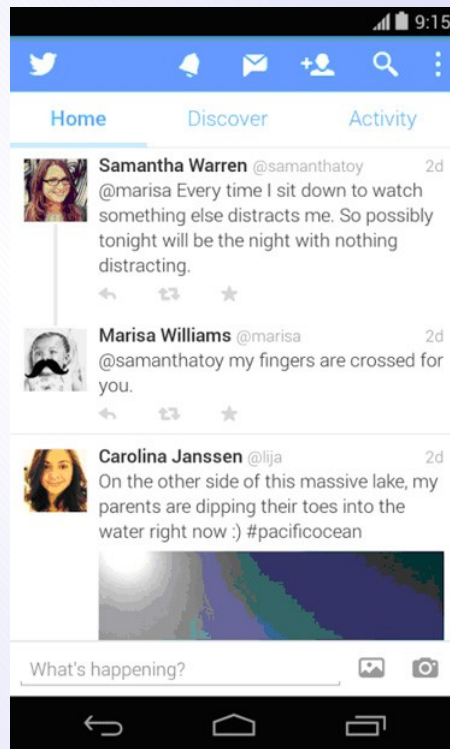 9:15
Home Discover Activity
Samantha Warren @samanthatoy 2d
@marisa Every time I sit down to watch
something else distracts me. So possibly
tonight will be the night with nothing
distracting.
Marisa Williams @marisa 2d
@samanthatoy my fingers are crossed for
you.
Carolina Janssen @lija 2d
On the other side of this massive lake, my
parents are dipping their toes into the
water right now :) #pacificocean
What's happening?